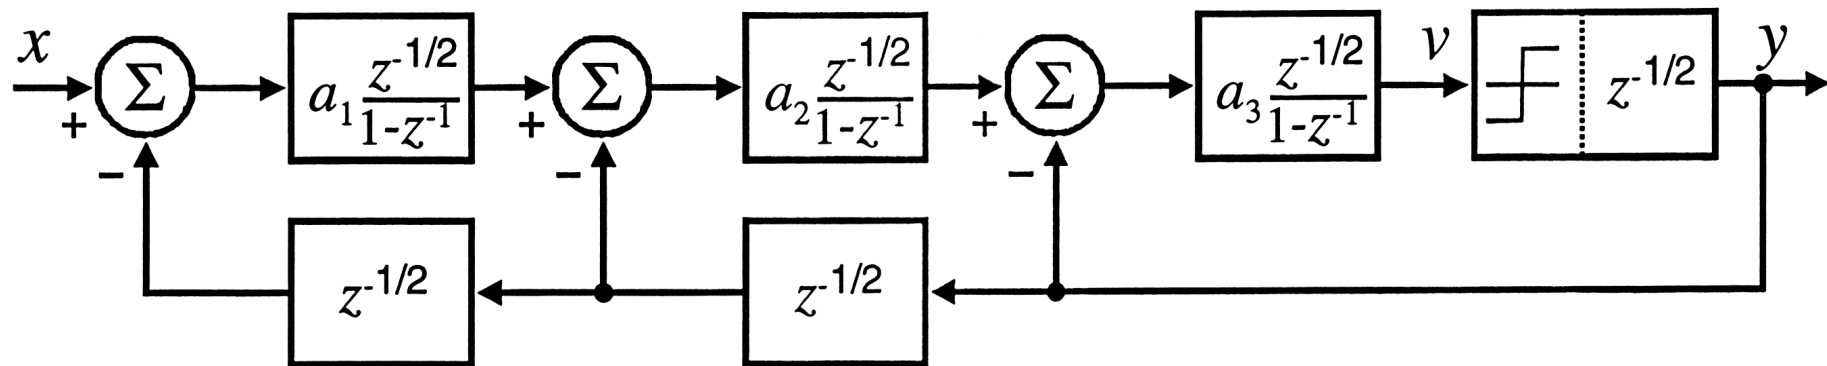 x + − Σ a₁ z^-1/2 / 1-z^-1 + − Σ a₂ z^-1/2 / 1-z^-1 + − Σ a₃ z^-1/2 / 1-z^-1 v z^-1/2 y
z^-1/2 z^-1/2